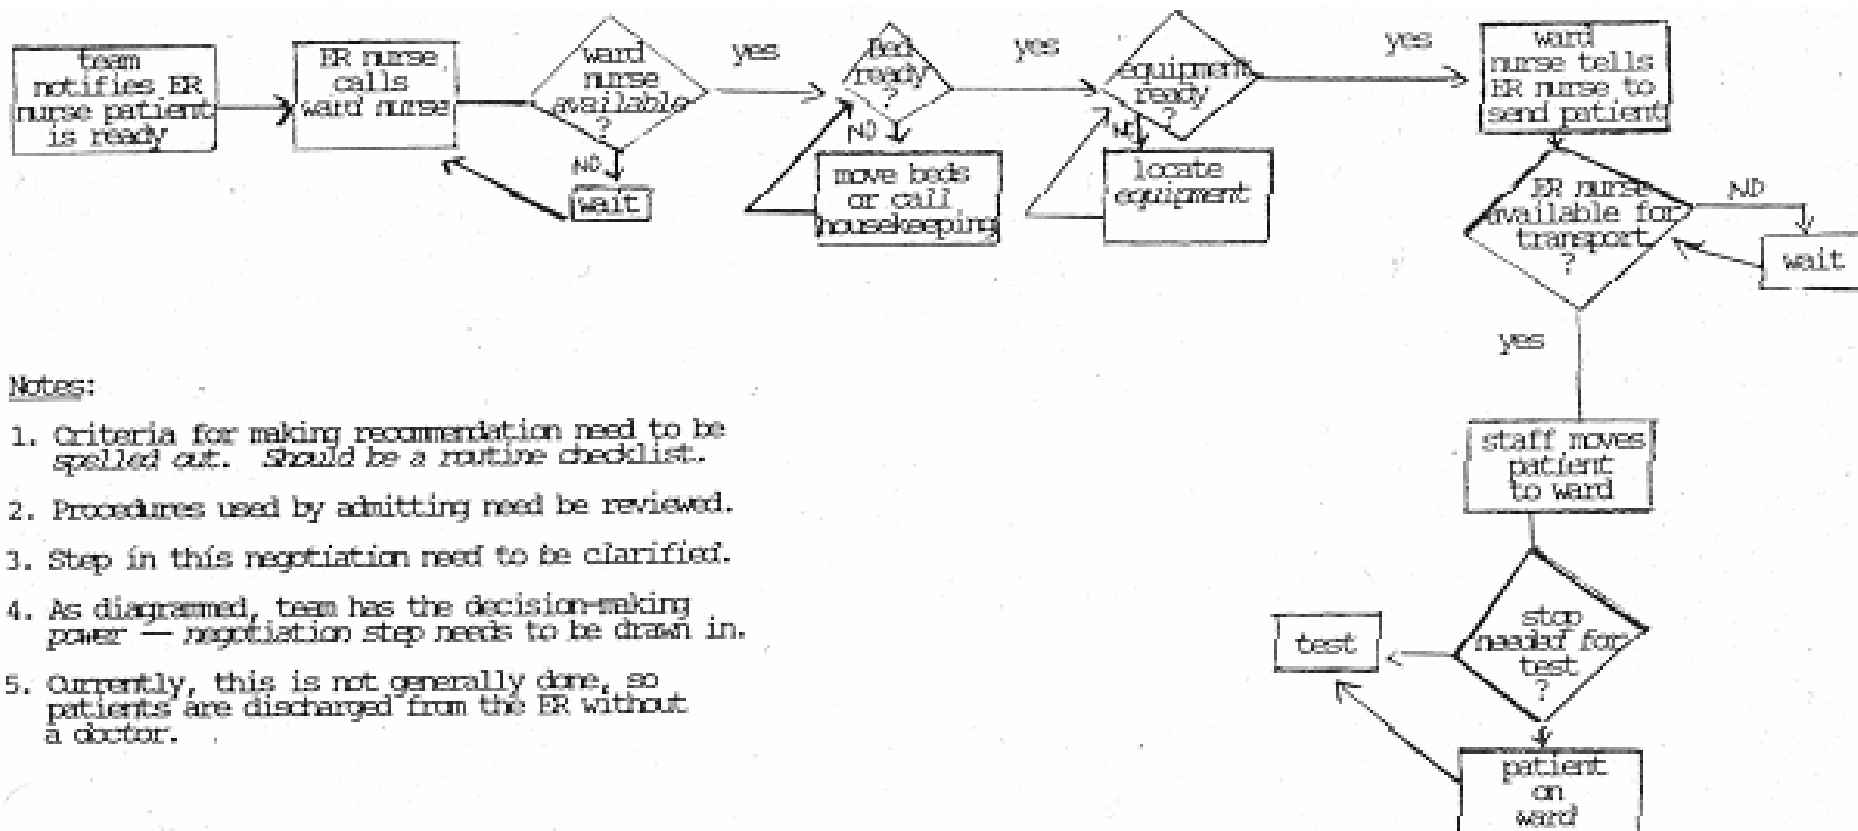 team
notifies ER
nurse patient
is ready
ER nurse
calls
ward nurse
ward
nurse
available
?
yes
NO
wait
Bed
ready
?
yes
NO
move beds
or call
housekeeping
equipment
ready
?
yes
NO
locate
equipment
ward
nurse tells
ER nurse to
send patient
ER nurse
available for
transport
?
NO
wait
yes
staff moves
patient
to ward
stop
needed for
test
?
test
patient
on
ward
Notes:
1. Criteria for making recommendation need to be
spelled out. Should be a routine checklist.
2. Procedures used by admitting need be reviewed.
3. Step in this negotiation need to be clarified.
4. As diagrammed, team has the decision-making
power — negotiation step needs to be drawn in.
5. Currently, this is not generally done, so
patients are discharged from the ER without
a doctor.